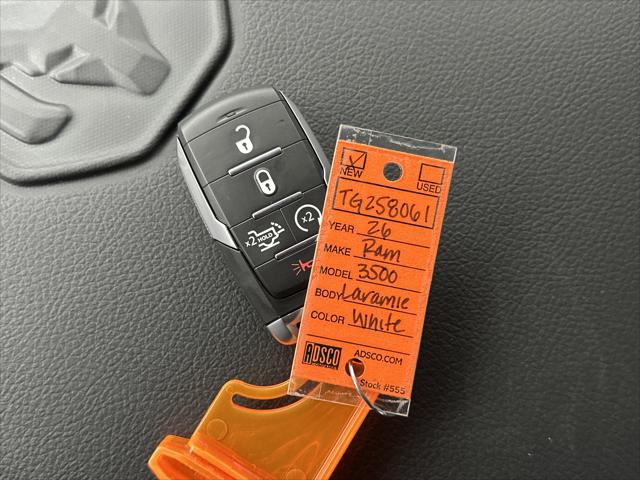 x2 HOLD
x2
NEW
USED
TG258061
YEAR 26
MAKE Ram
MODEL 3500
BODY Laramie
COLOR White
ADSCO
ADSCO.COM
Stock #555